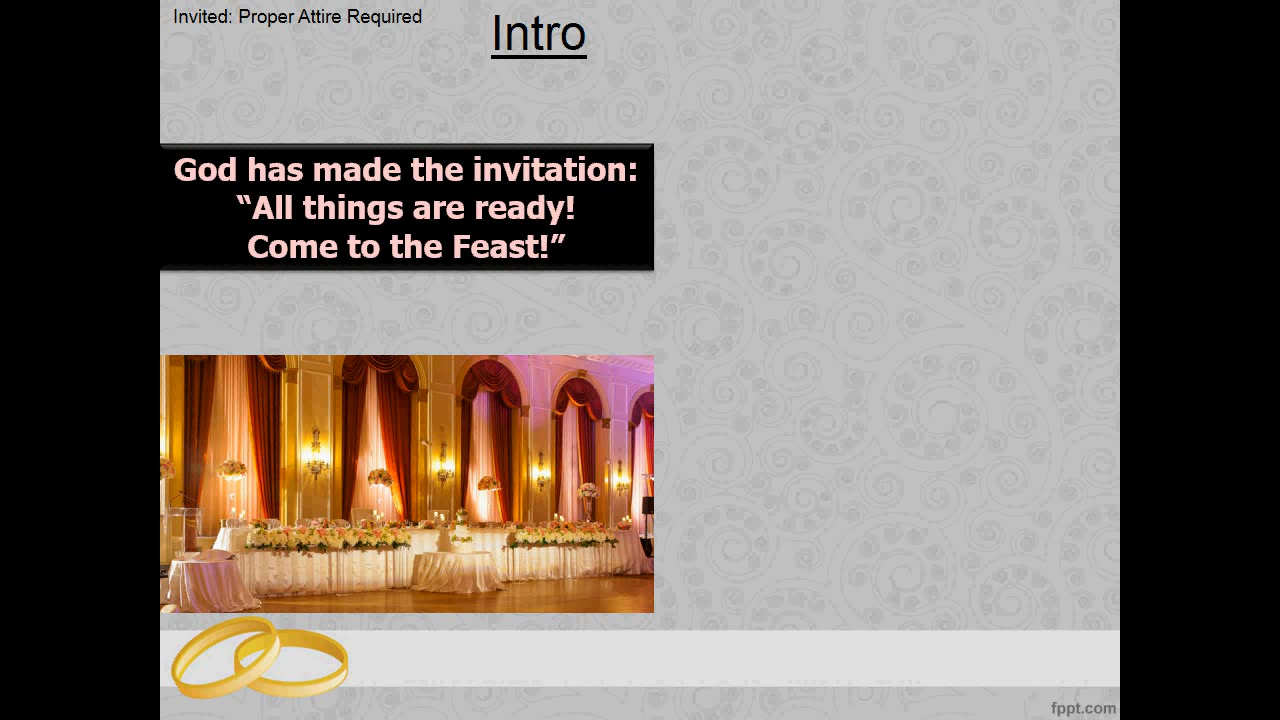 Invited: Proper Attire Required
Intro
God has made the invitation:
“All things are ready!
Come to the Feast!”
fppt.com